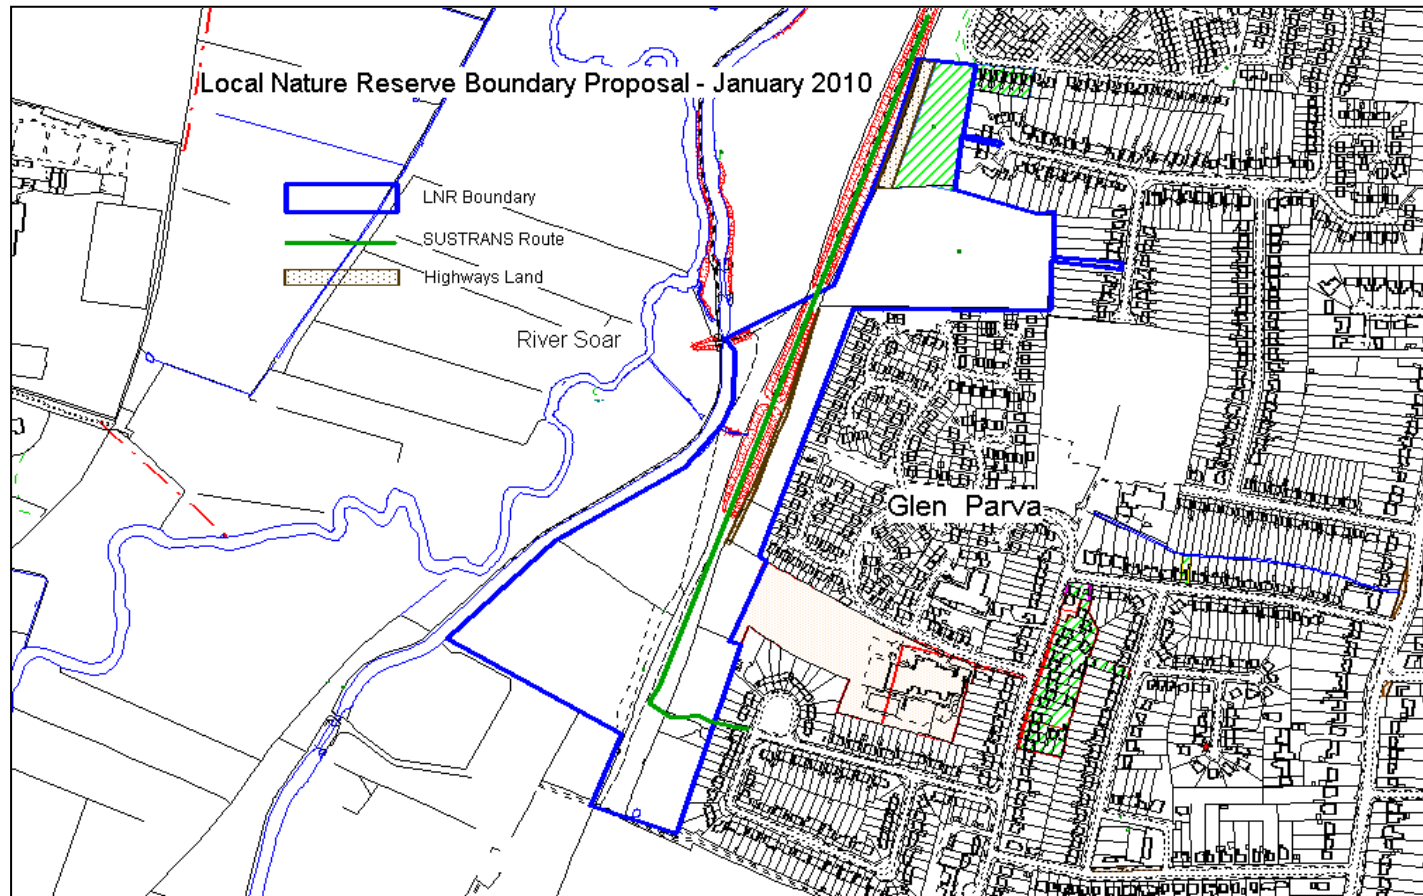 Local Nature Reserve Boundary Proposal - January 2010
LNR Boundary
SUSTRANS Route
Highways Land
River Soar
Glen Parva